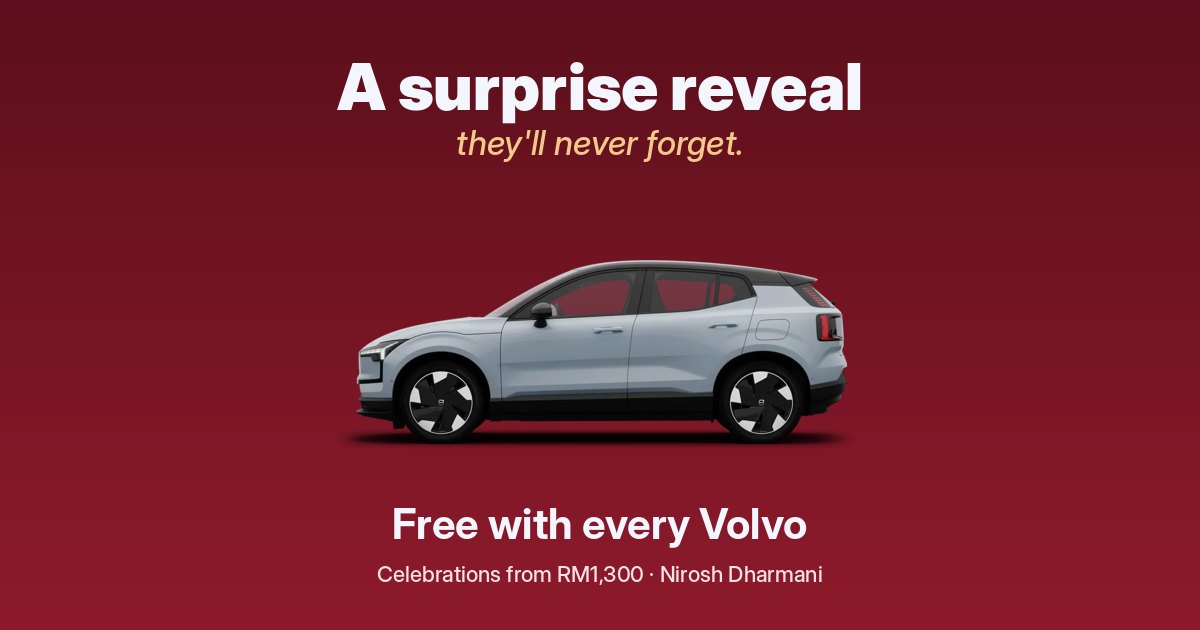 A surprise reveal
they'll never forget.
Free with every Volvo
Celebrations from RM1,300 · Nirosh Dharmani